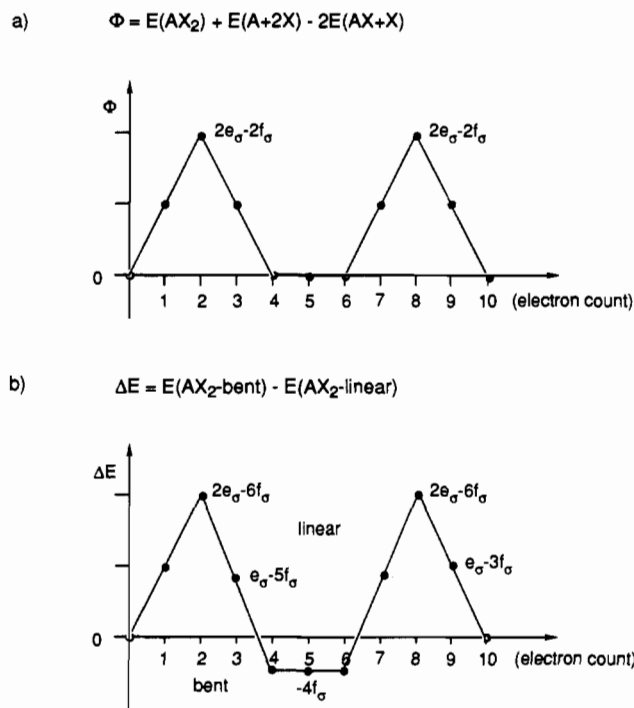 a) Φ = E(AX₂) + E(A+2X) - 2E(AX+X)
Φ
2eσ-2fσ 2eσ-2fσ
0
1 2 3 4 5 6 7 8 9 10 (electron count)
b) ΔE = E(AX₂-bent) - E(AX₂-linear)
ΔE
2eσ-6fσ 2eσ-6fσ
linear
eσ-5fσ eσ-3fσ
0
1 2 3 4 5 6 7 8 9 10 (electron count)
bent -4fσ